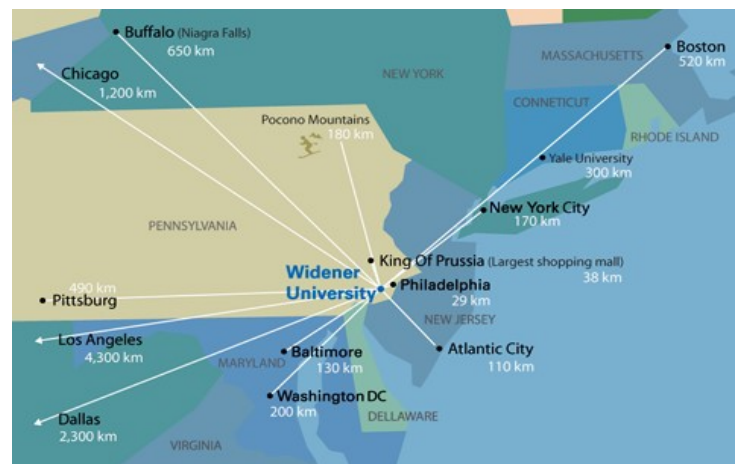 Buffalo (Niagra Falls)
650 km
Boston
520 km
MASSACHUSETTS
Chicago
1,200 km
NEW YORK
CONNETICUT
Pocono Mountains
180 km
RHODE ISLAND
Yale University
300 km
New York City
170 km
PENNSYLVANIA
King Of Prussia (Largest shopping mall)
38 km
Widener
University
Philadelphia
29 km
490 km
Pittsburg
NEW JERSEY
Los Angeles
4,300 km
Atlantic City
110 km
MARYLAND
Baltimore
130 km
Washington DC
200 km
Dallas
2,300 km
DELLAWARE
VIRGINIA